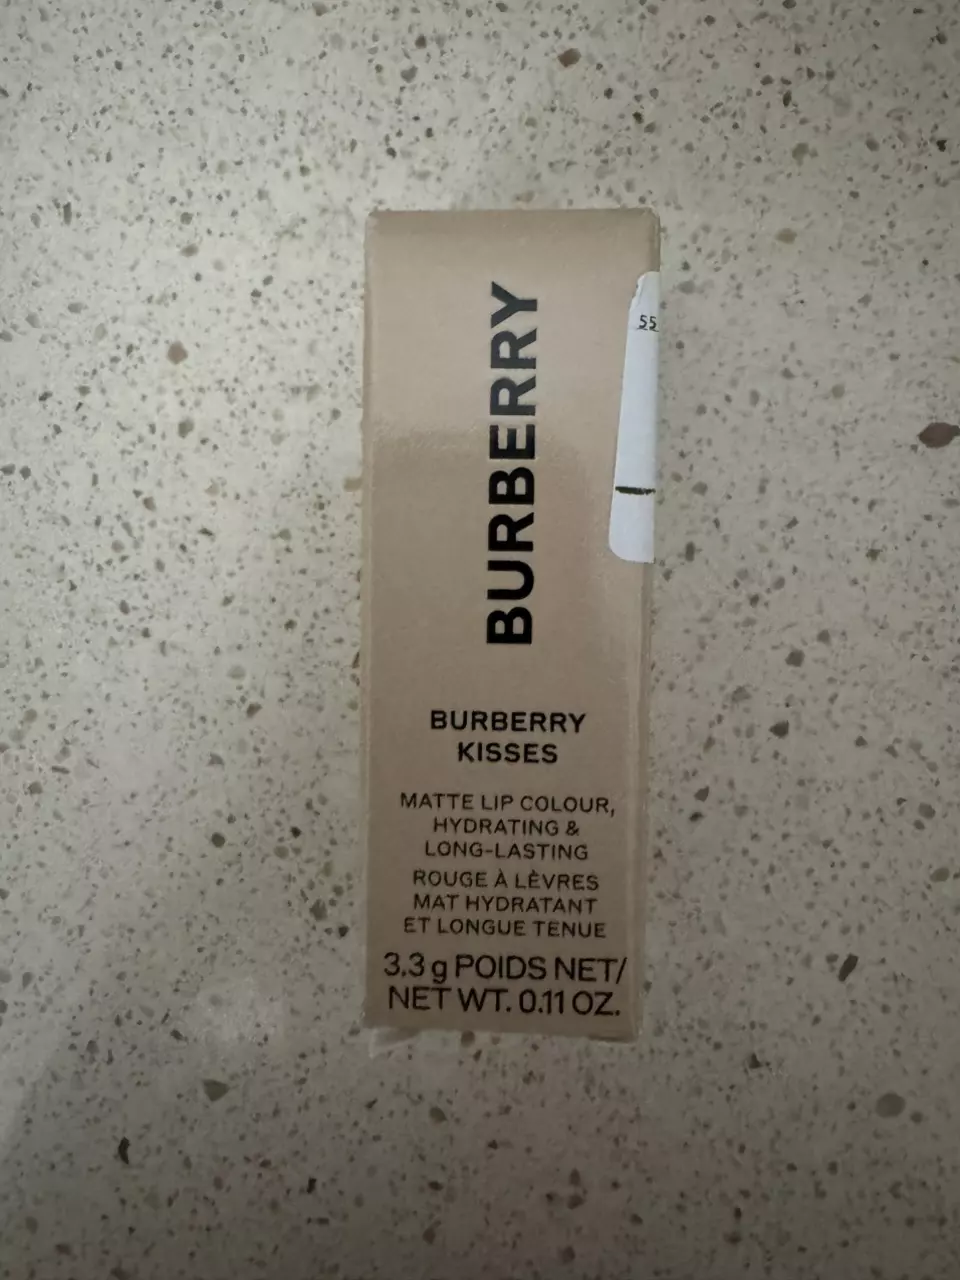 BURBERRY
55
BURBERRY
KISSES
MATTE LIP COLOUR,
HYDRATING &
LONG-LASTING
ROUGE À LÈVRES
MAT HYDRATANT
ET LONGUE TENUE
3.3 g POIDS NET/
NET WT. 0.11 OZ.